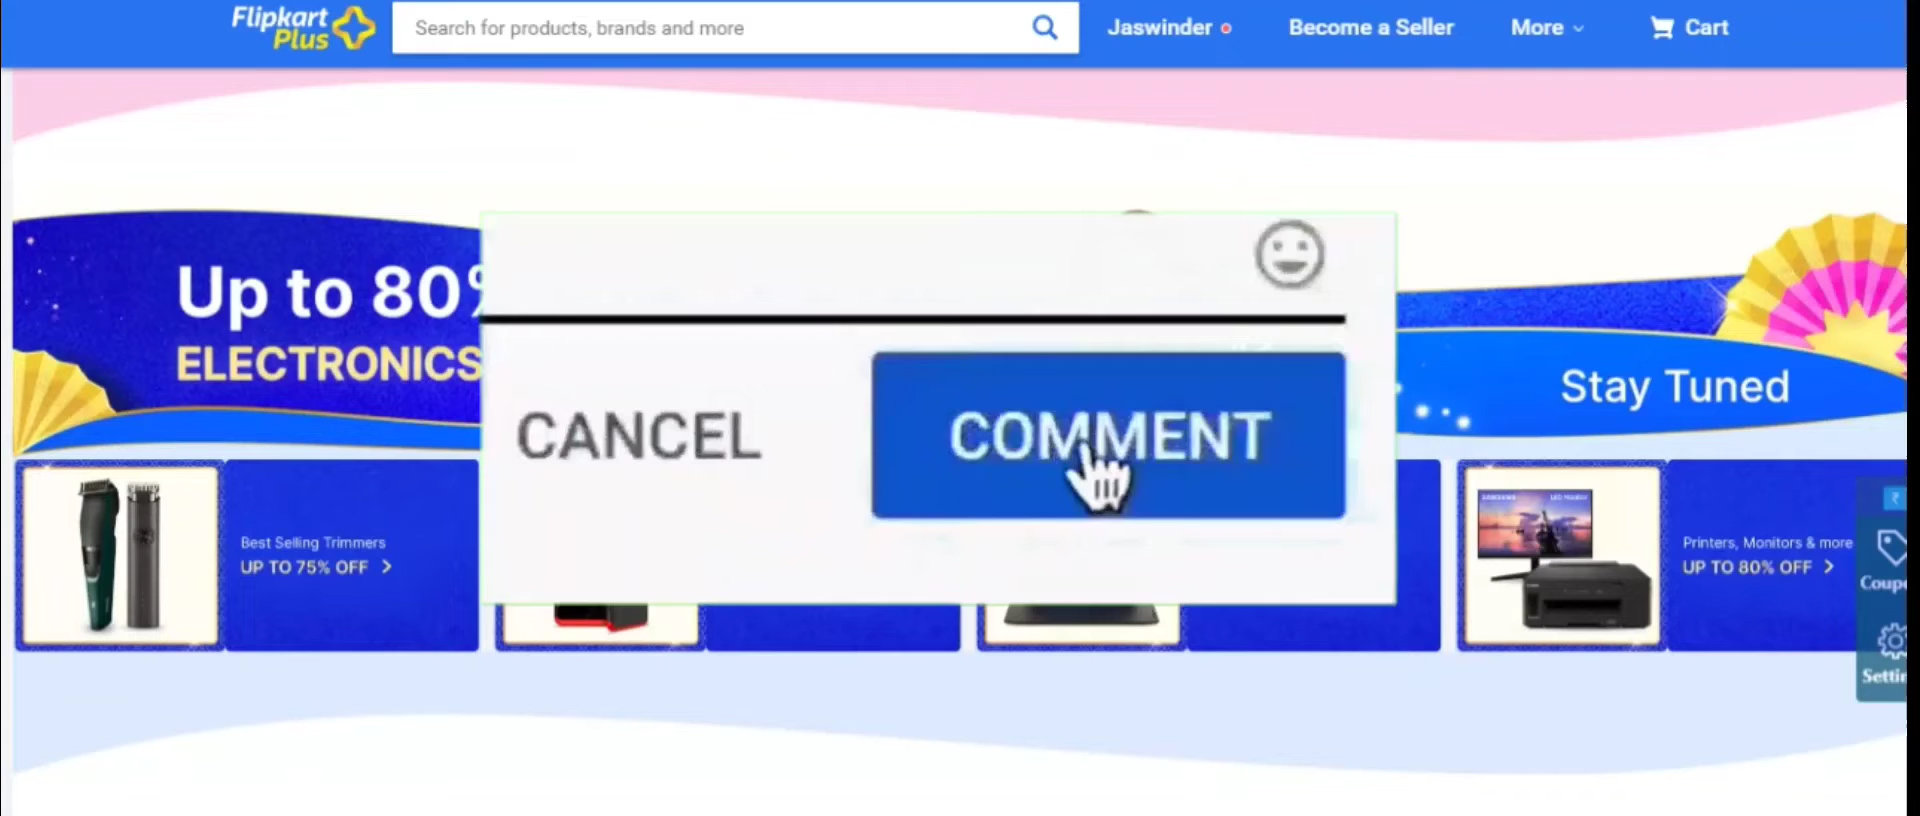 Flipkart
Plus
Search for products, brands and more
Jaswinder
Become a Seller
More
Cart
Up to 80%
ELECTRONICS
CANCEL
COMMENT
Stay Tuned
Best Selling Trimmers
UP TO 75% OFF
Printers, Monitors & more
UP TO 80% OFF
₹
Coup
Settin